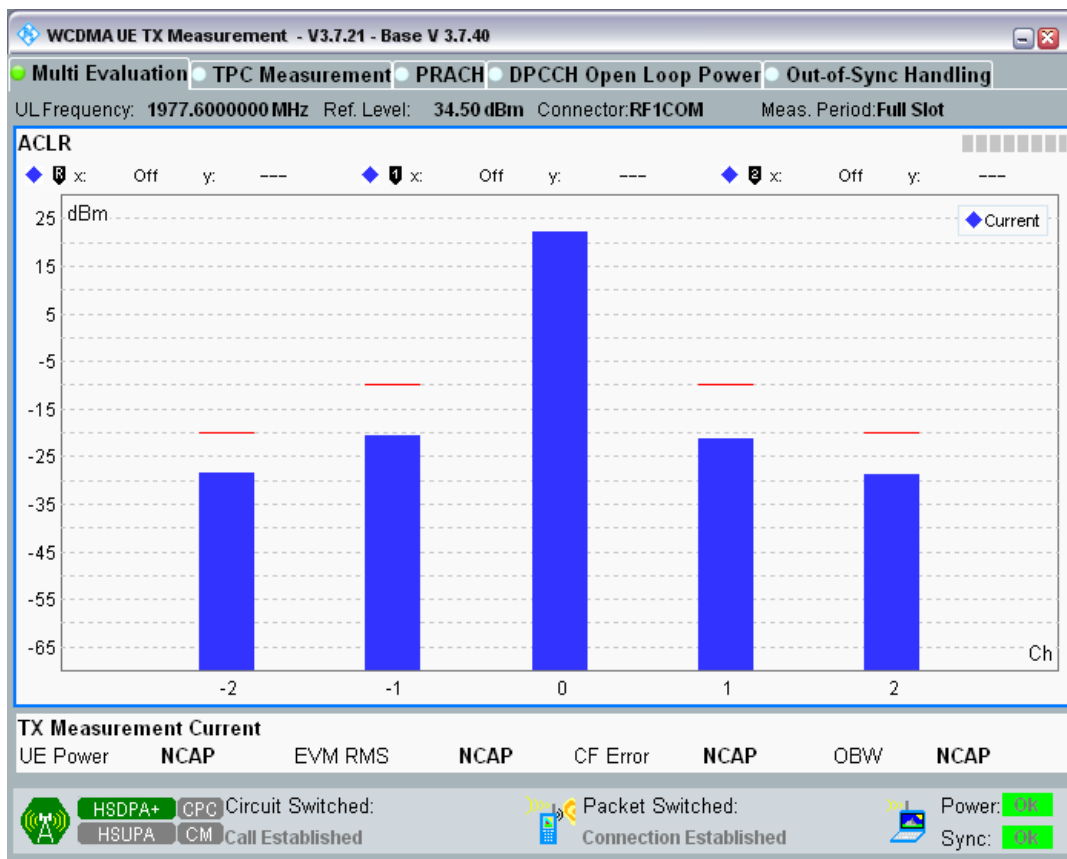 WCDMA UE TX Measurement - V3.7.21 - Base V 3.7.40
Multi Evaluation TPC Measurement PRACH DPCCH Open Loop Power Out-of-Sync Handling
UL Frequency: 1977.6000000 MHz Ref. Level: 34.50 dBm Connector:RF1COM Meas. Period:Full Slot
ACLR
R x: Off y: --- 1 x: Off y: --- 2 x: Off y: ---
dBm
Current
25
15
5
-5
-15
-25
-35
-45
-55
-65
Ch
-2 -1 0 1 2
TX Measurement Current
UE Power NCAP EVM RMS NCAP CF Error NCAP OBW NCAP
HSDPA+ CPC Circuit Switched: Packet Switched: Power: OK
HSUPA CM Call Established Connection Established Sync: OK